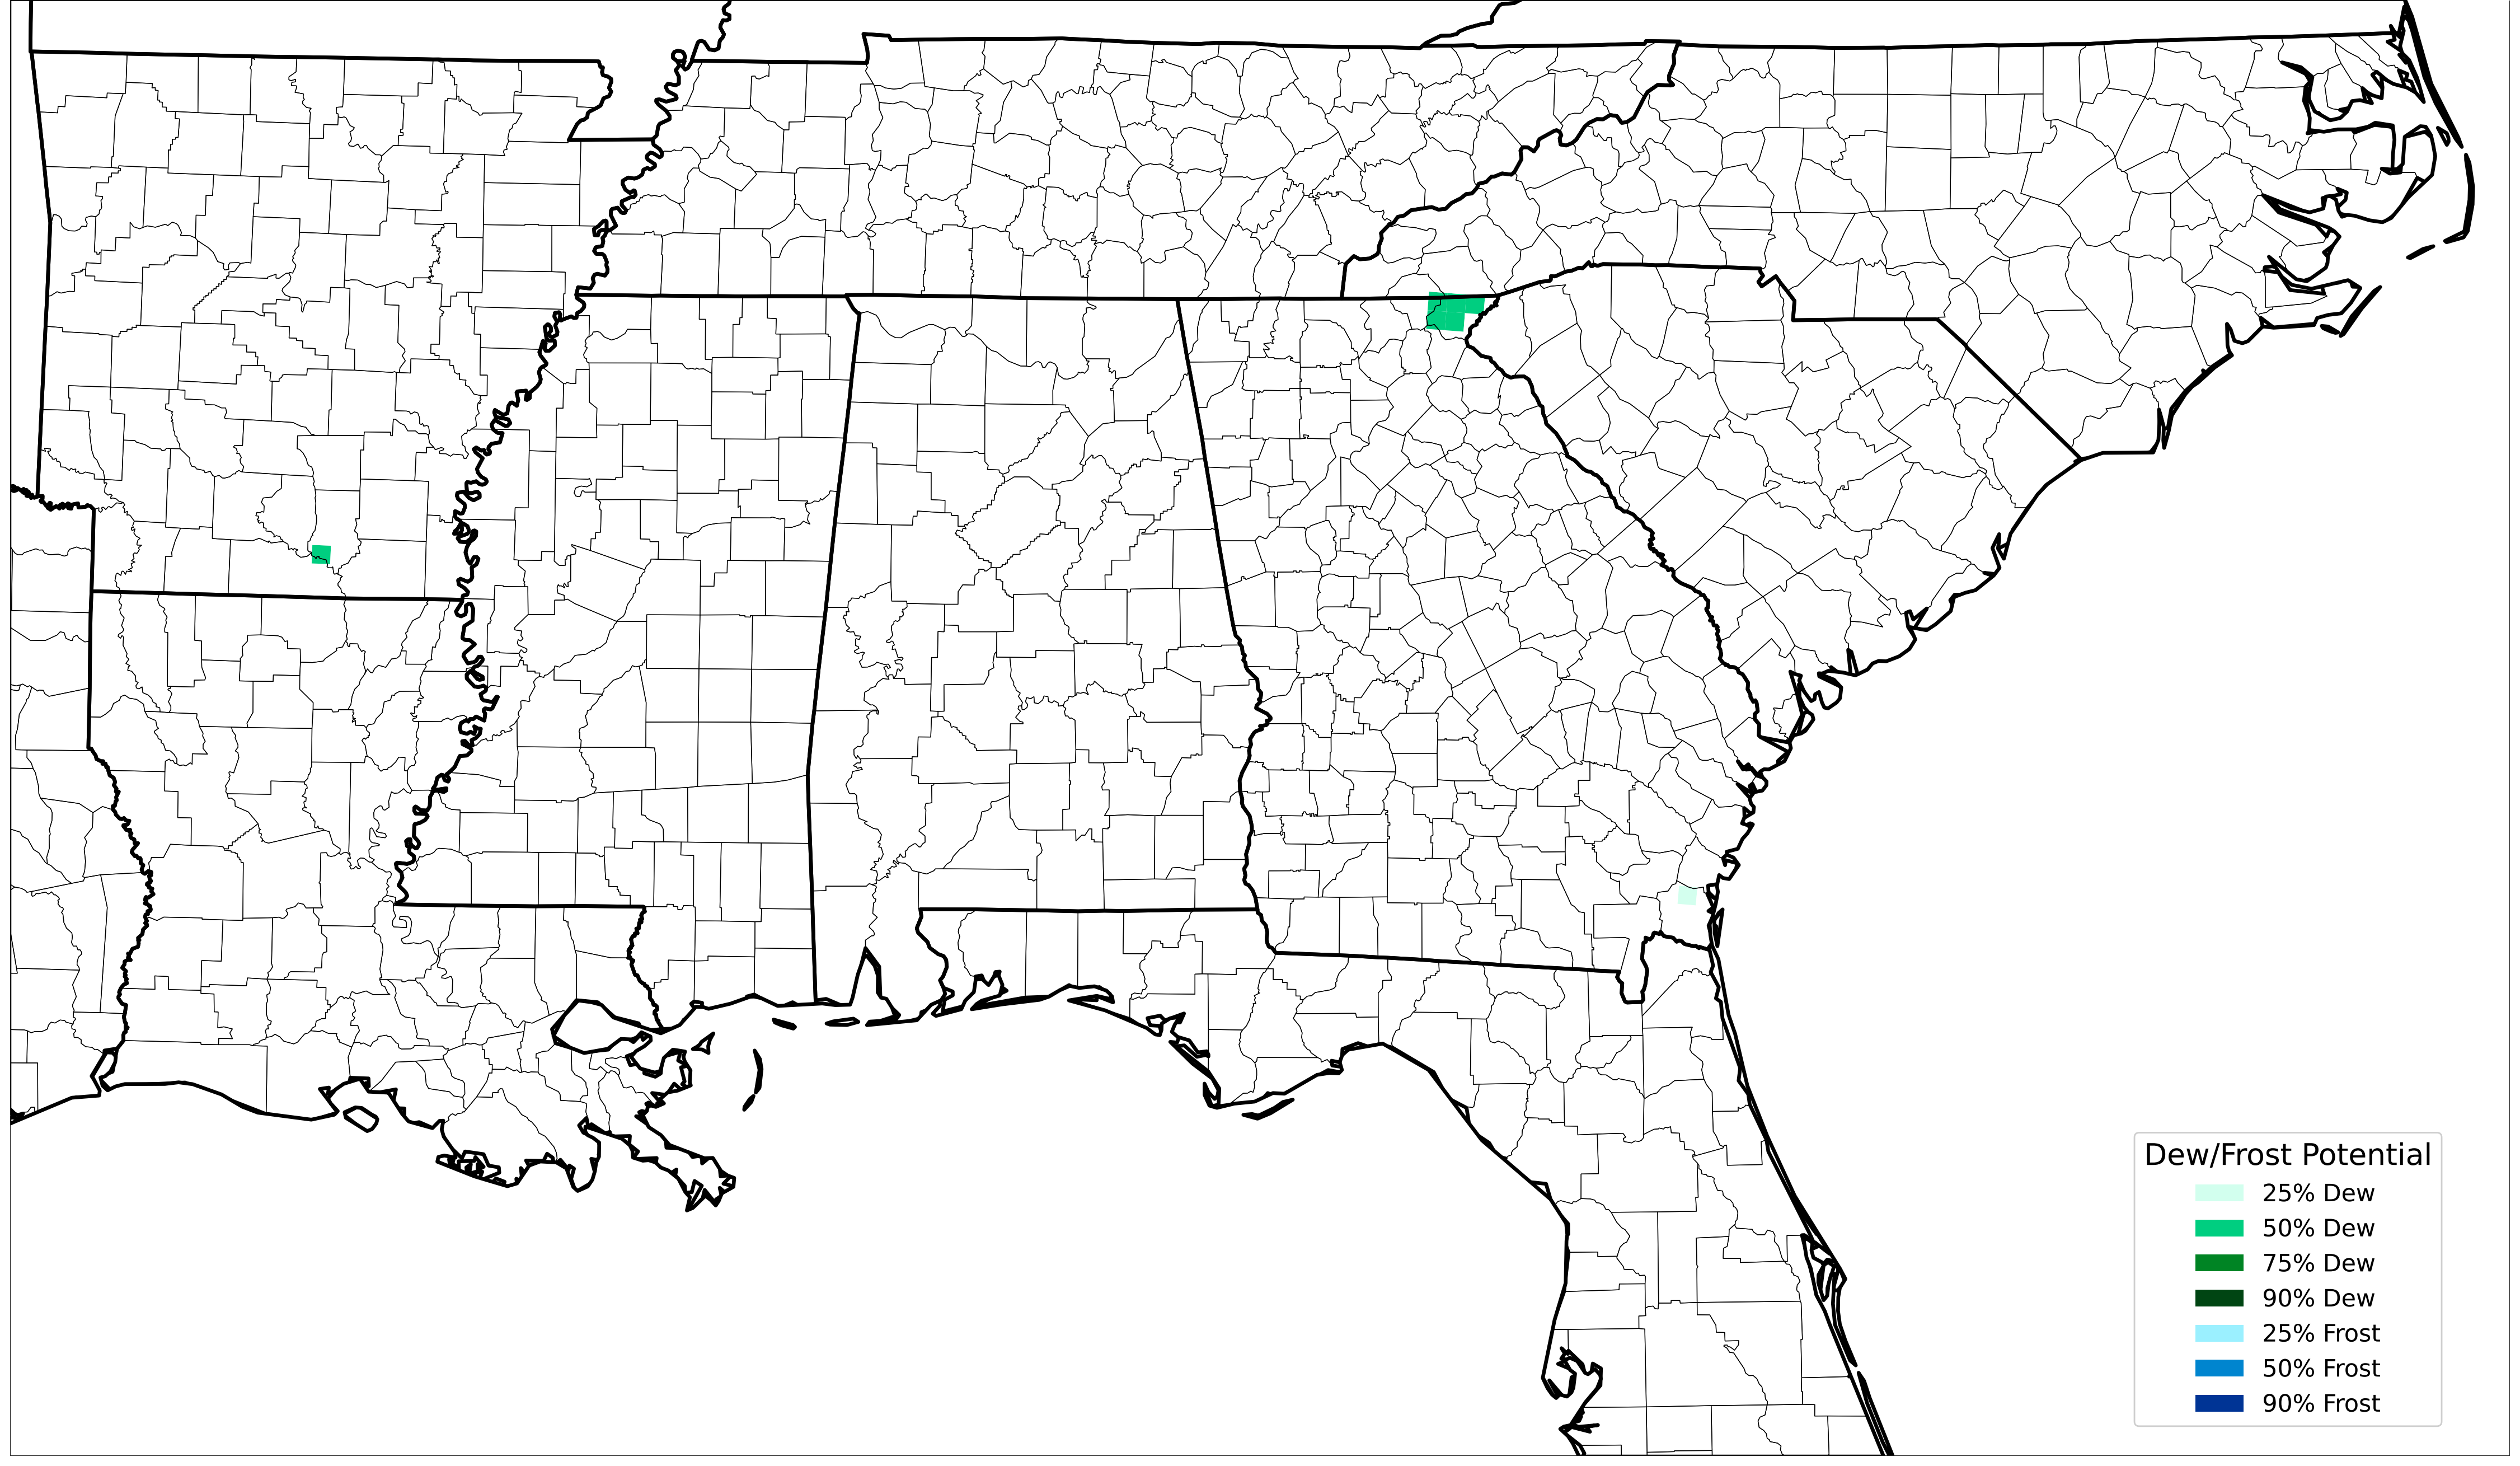 Dew/Frost Potential
25% Dew
50% Dew
75% Dew
90% Dew
25% Frost
50% Frost
90% Frost